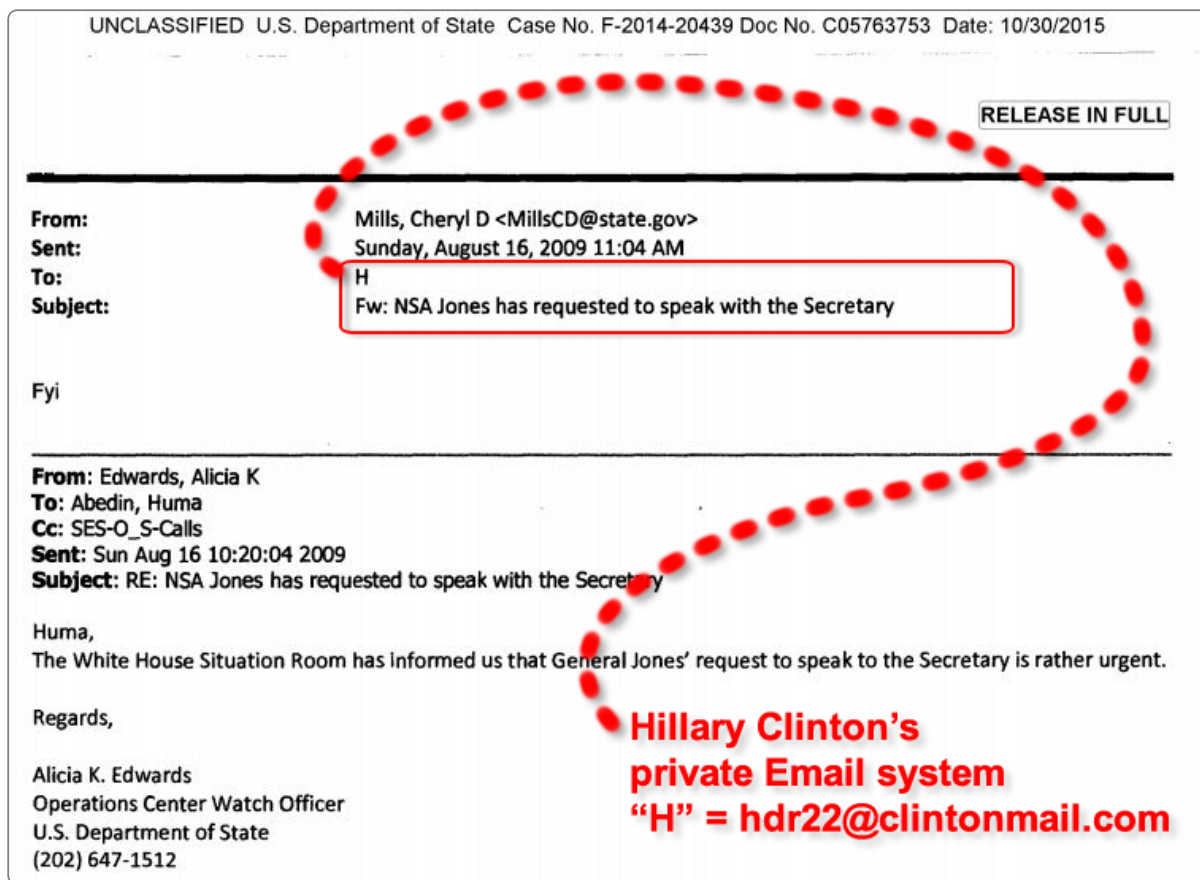 UNCLASSIFIED U.S. Department of State Case No. F-2014-20439 Doc No. C05763753 Date: 10/30/2015
RELEASE IN FULL
From: Mills, Cheryl D <MillsCD@state.gov>
Sent: Sunday, August 16, 2009 11:04 AM
To: H
Subject: Fw: NSA Jones has requested to speak with the Secretary
Fyi
From: Edwards, Alicia K
To: Abedin, Huma
Cc: SES-O_S-Calls
Sent: Sun Aug 16 10:20:04 2009
Subject: RE: NSA Jones has requested to speak with the Secretary
Huma,
The White House Situation Room has informed us that General Jones' request to speak to the Secretary is rather urgent.
Regards,
Alicia K. Edwards
Operations Center Watch Officer
U.S. Department of State
(202) 647-1512
Hillary Clinton's
private Email system
“H” = hdr22@clintonmail.com